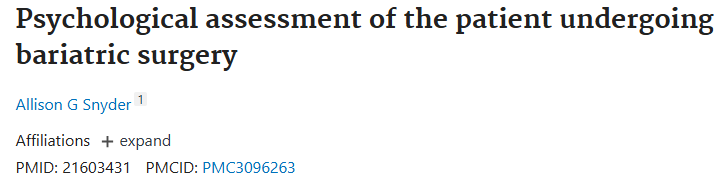 Psychological assessment of the patient undergoing
bariatric surgery
Allison G Snyder 1
Affiliations + expand
PMID: 21603431 PMCID: PMC3096263